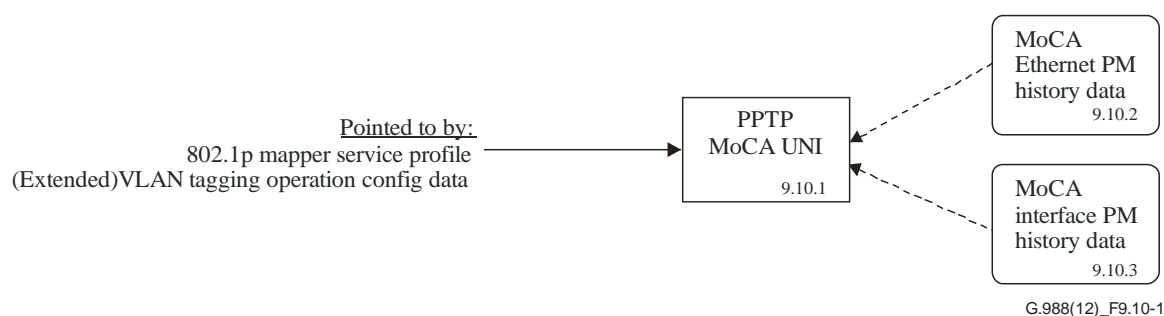 Pointed to by:
802.1p mapper service profile
(Extended)VLAN tagging operation config data
PPTP
MoCA UNI
9.10.1
MoCA
Ethernet PM
history data
9.10.2
MoCA
interface PM
history data
9.10.3
G.988(12)_F9.10-1